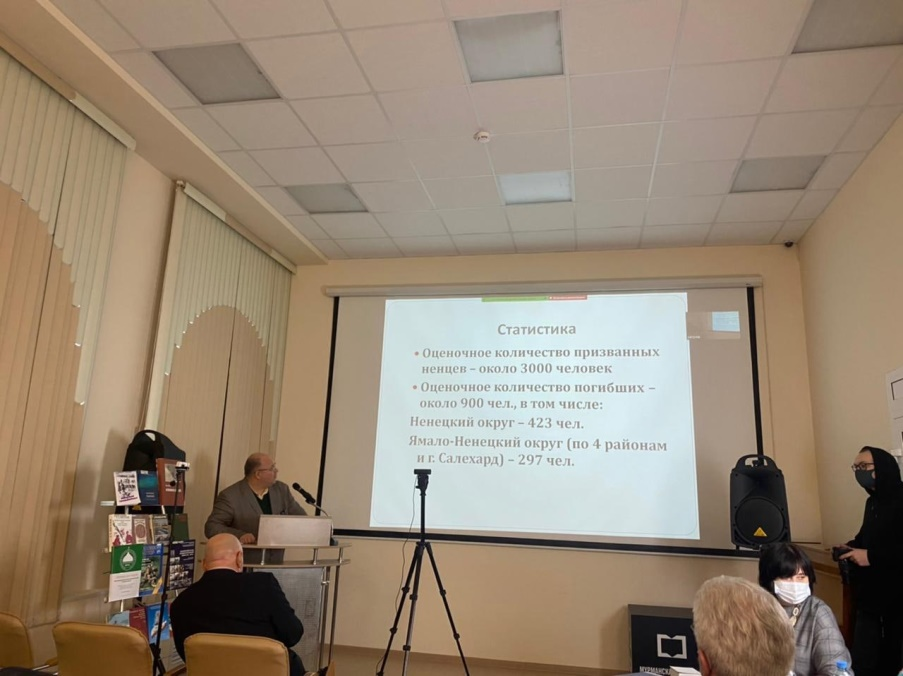 Статистика
• Оценочное количество призванных
ненцев – около 3000 человек
• Оценочное количество погибших –
около 900 чел., в том числе:
Ненецкий округ – 423 чел.
Ямало-Ненецкий округ (по 4 районам
и г. Салехард) – 297 чел.